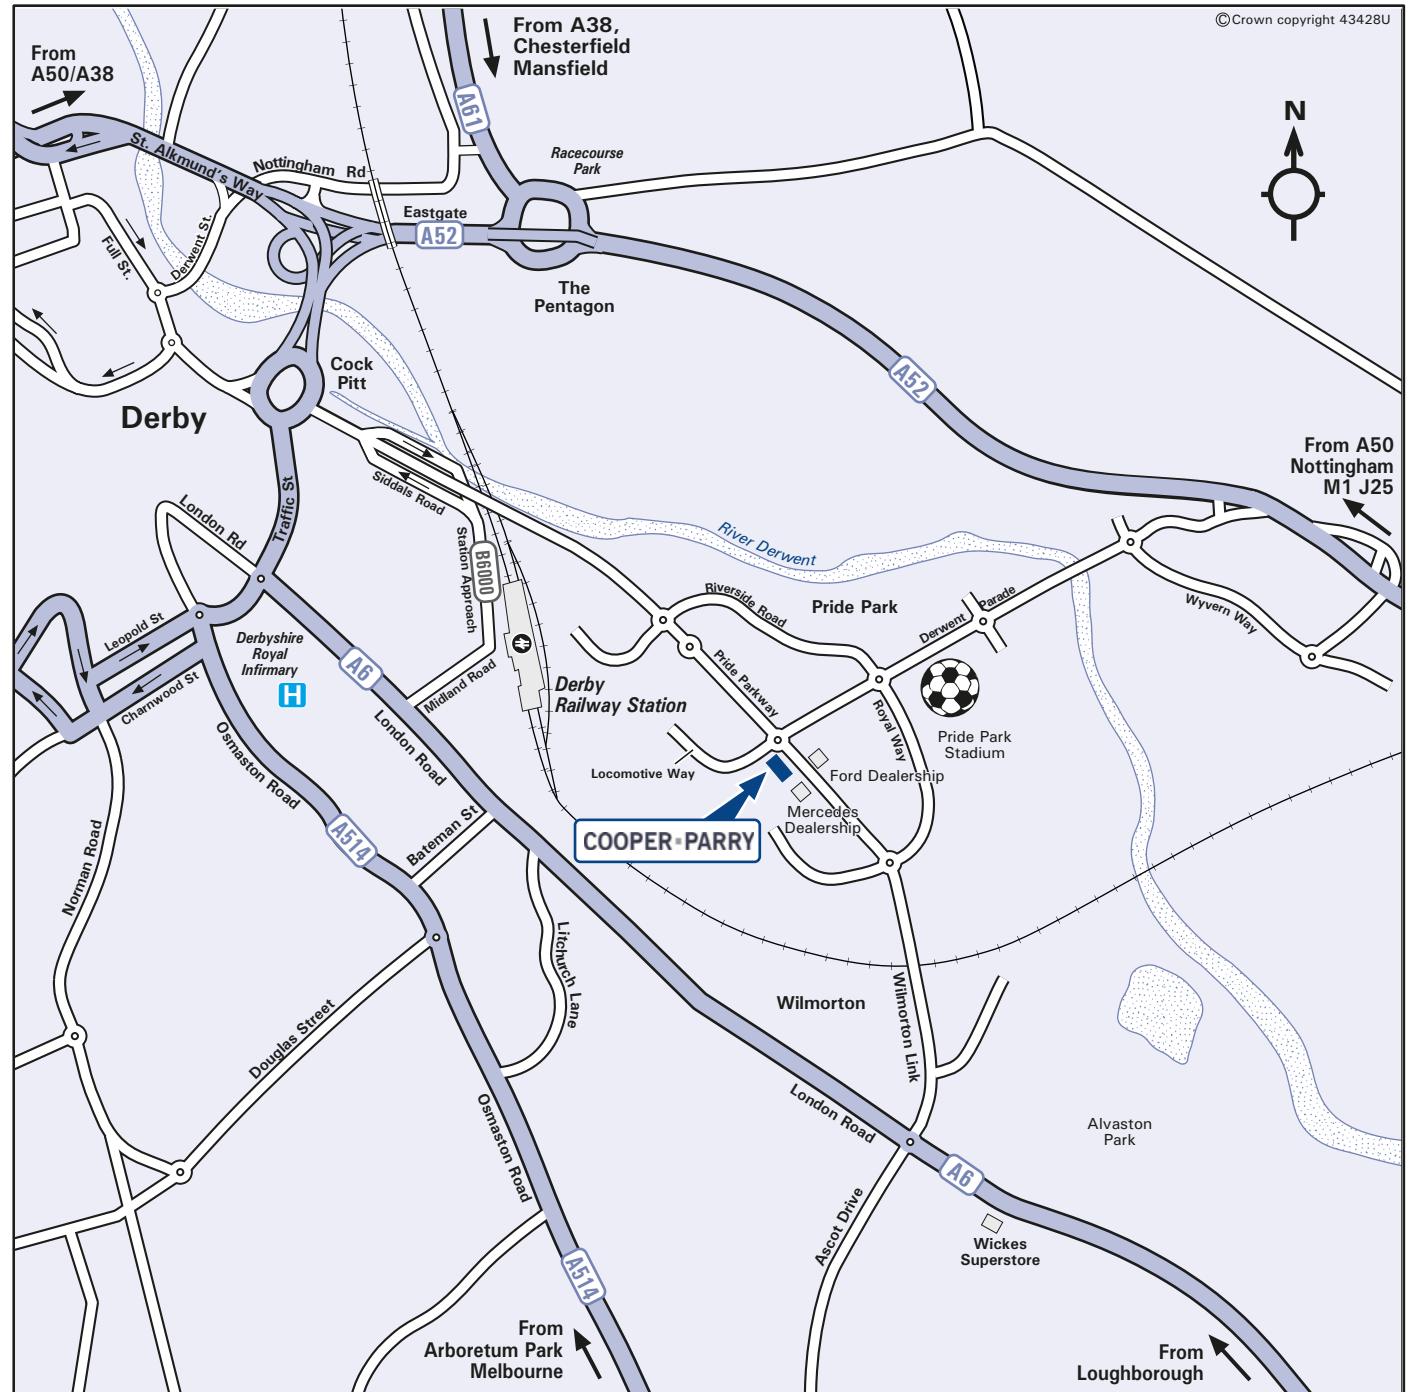 ©Crown copyright 43428U
From
A50/A38
From A38,
Chesterfield
Mansfield
A61
N
St. Alkmund's Way
Nottingham Rd
Racecourse
Park
Eastgate
A52
Full St.
Derwent St.
The
Pentagon
Cock
Pitt
A52
Derby
From A50
Nottingham
M1 J25
Siddals Road
London Rd
Traffic St
Station Approach
B6000
River Derwent
Riverside Road
Pride Park
Derwent Parade
Wyvern Way
Leopold St
Derbyshire
Royal
Infirmary
H
A6
Charnwood St
Midland Road
Derby
Railway Station
Pride Parkway
Royal Way
Pride Park
Stadium
Osmaston Road
London Road
Locomotive Way
Ford Dealership
Mercedes
Dealership
COOPER PARRY
A514
Bateman St
Norman Road
Litchurch Lane
Wilmorton
Wilmorton Link
Douglas Street
Osmaston Road
London Road
Alvaston
Park
A6
Ascot Drive
Wickes
Superstore
A514
From
Arboretum Park
Melbourne
From
Loughborough